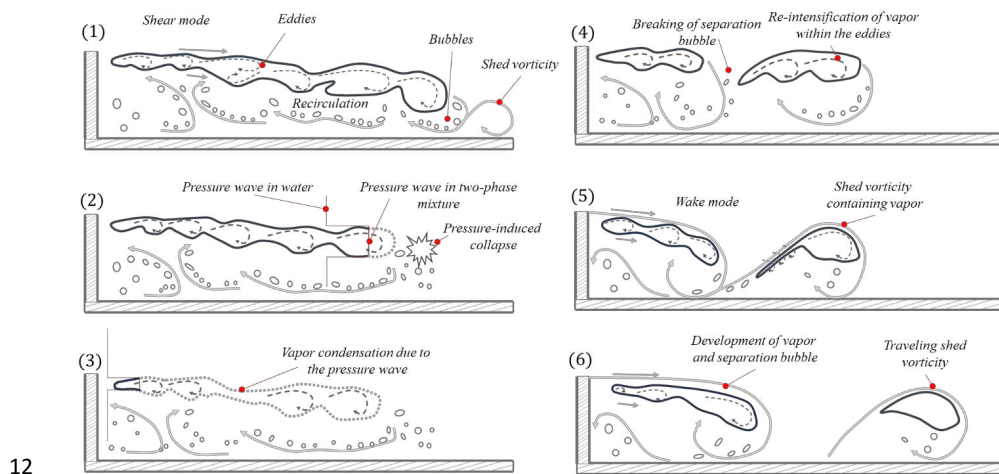 (1)
Shear mode
Eddies
Bubbles
Shed vorticity
Recirculation
(2)
Pressure wave in water
Pressure wave in two-phase
mixture
Pressure-induced
collapse
(3)
Vapor condensation due to
the pressure wave
(4)
Breaking of separation
bubble
Re-intensification of vapor
within the eddies
(5)
Wake mode
Shed vorticity
containing vapor
(6)
Development of vapor
and separation bubble
Traveling shed
vorticity
12